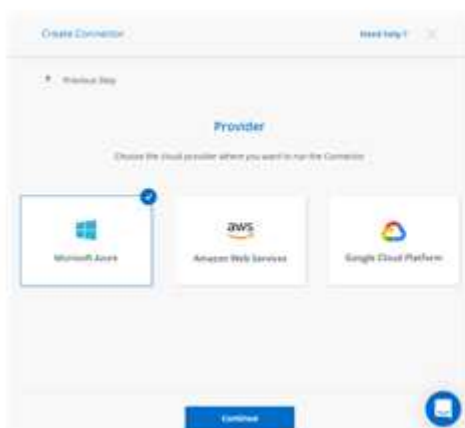 Create Connector
Need help?
Previous Step
Provider
Choose the cloud provider where you want to run the Connector
Microsoft Azure
aws
Amazon Web Services
Google Cloud Platform
Continue